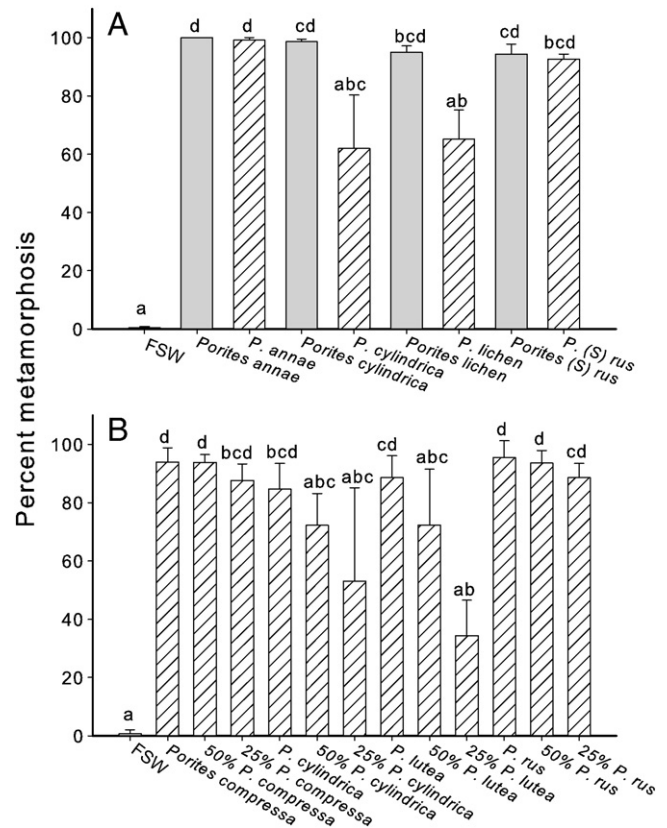 Percent metamorphosis
A
100
80
60
40
20
0
a
d
d
cd
abc
bcd
ab
cd
bcd
FSW
Porites annae
P. annae
Porites cylindrica
P. cylindrica
Porites lichen
P. lichen
Porites (S) rus
P. (S) rus
B
100
80
60
40
20
0
a
d
d
bcd
bcd
abc
abc
cd
abc
ab
d
d
cd
FSW
Porites compressa
50% P. compressa
25% P. compressa
P. cylindrica
50% P. cylindrica
25% P. cylindrica
P. lutea
50% P. lutea
25% P. lutea
P. rus
50% P. rus
25% P. rus